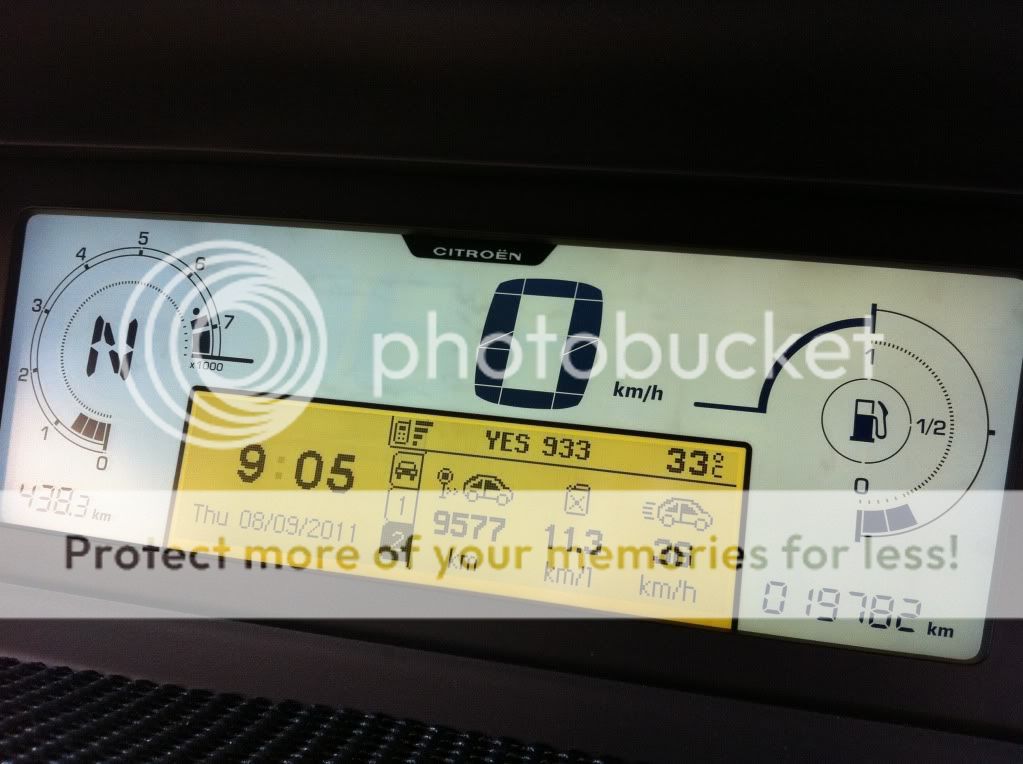 CITROËN
5
4
6
3
7
N
x1000
2
1
0
0
km/h
1
1/2
0
photobucket
YES 933
33°C
9:05
1
2
Thu 08/09/2011
9577
km
11.3
km/l
36
km/h
438.3 km
Protect more of your memories for less!
019782 km